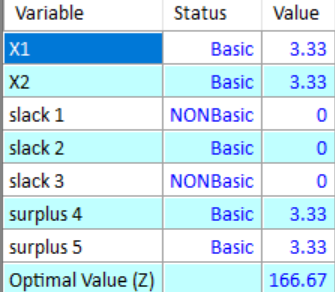 Variable Status Value
X1 Basic 3.33
X2 Basic 3.33
slack 1 NONBasic 0
slack 2 Basic 0
slack 3 NONBasic 0
surplus 4 Basic 3.33
surplus 5 Basic 3.33
Optimal Value (Z) 166.67